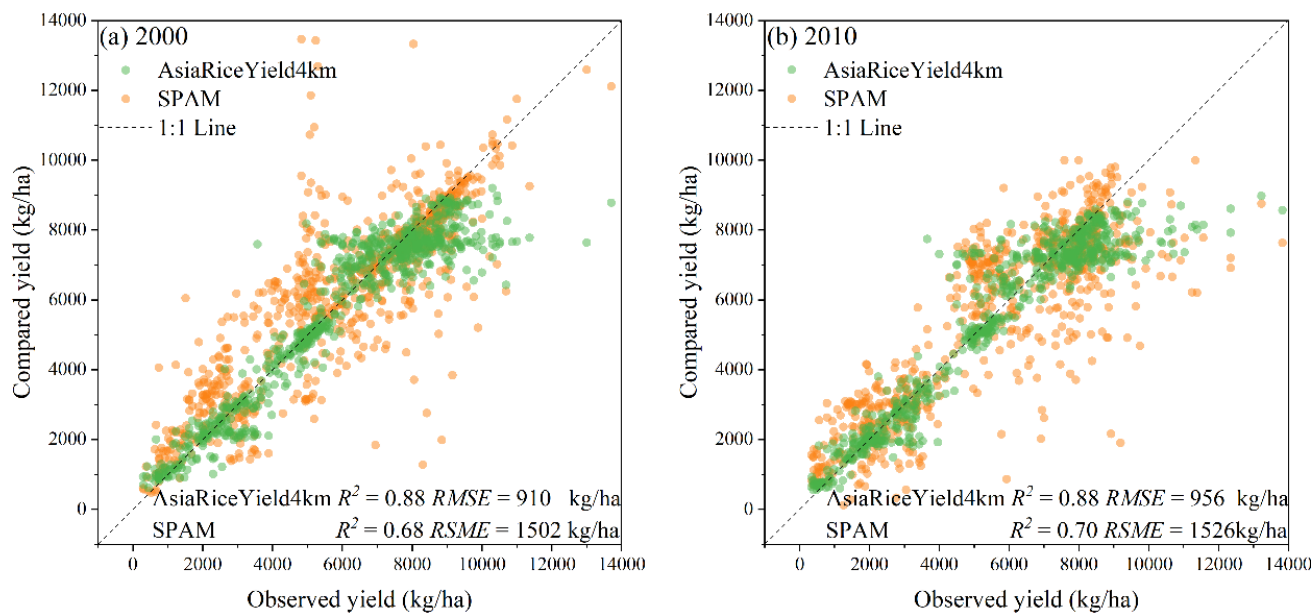 (a) 2000
AsiaRiceYield4km
SPAM
1:1 Line
14000
12000
10000
8000
6000
4000
2000
0
Compared yield (kg/ha)
AsiaRiceYield4km R² = 0.88 RMSE = 910 kg/ha
SPAM R² = 0.68 RSME = 1502 kg/ha
0 2000 4000 6000 8000 10000 12000 14000
Observed yield (kg/ha)
(b) 2010
AsiaRiceYield4km
SPAM
1:1 Line
14000
12000
10000
8000
6000
4000
2000
0
Compared yield (kg/ha)
AsiaRiceYield4km R² = 0.88 RMSE = 956 kg/ha
SPAM R² = 0.70 RSME = 1526kg/ha
0 2000 4000 6000 8000 10000 12000 14000
Observed yield (kg/ha)